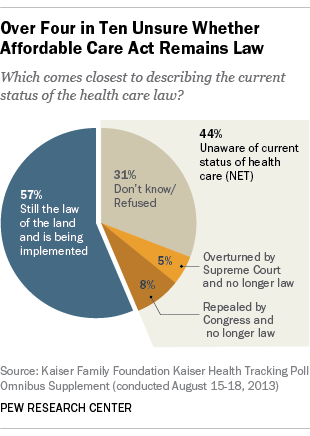 Over Four in Ten Unsure Whether
Affordable Care Act Remains Law
Which comes closest to describing the current
status of the health care law?
44%
Unaware of current
status of health
care (NET)
31%
Don't know/
Refused
57%
Still the law
of the land
and is being
implemented
5%
Overturned by
Supreme Court
and no longer law
8%
Repealed by
Congress and
no longer law
Source: Kaiser Family Foundation Kaiser Health Tracking Poll
Omnibus Supplement (conducted August 15-18, 2013)
PEW RESEARCH CENTER